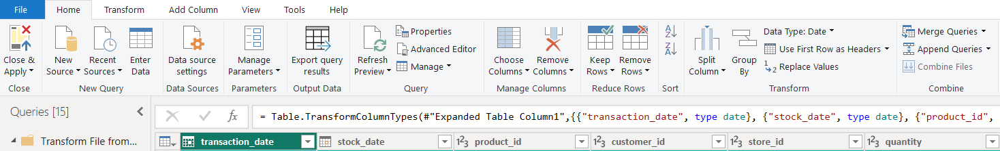 File Home Transform Add Column View Tools Help
Close & Apply New Source Recent Sources Enter Data Data source settings Manage Parameters Export query results Refresh Preview Properties Advanced Editor Manage Choose Columns Remove Columns Keep Rows Remove Rows A Z Z A Split Column Group By Data Type: Date Use First Row as Headers 1 2 Replace Values Merge Queries Append Queries Combine Files
Close New Query Data Sources Parameters Output Data Query Manage Columns Reduce Rows Sort Transform Combine
Queries [15] fx = Table.TransformColumnTypes(#"Expanded Table Column1",{{"transaction_date", type date}, {"stock_date", type date}, {"product_id",
Transform File from... transaction_date stock_date 123 product_id 123 customer_id 123 store_id 123 quantity